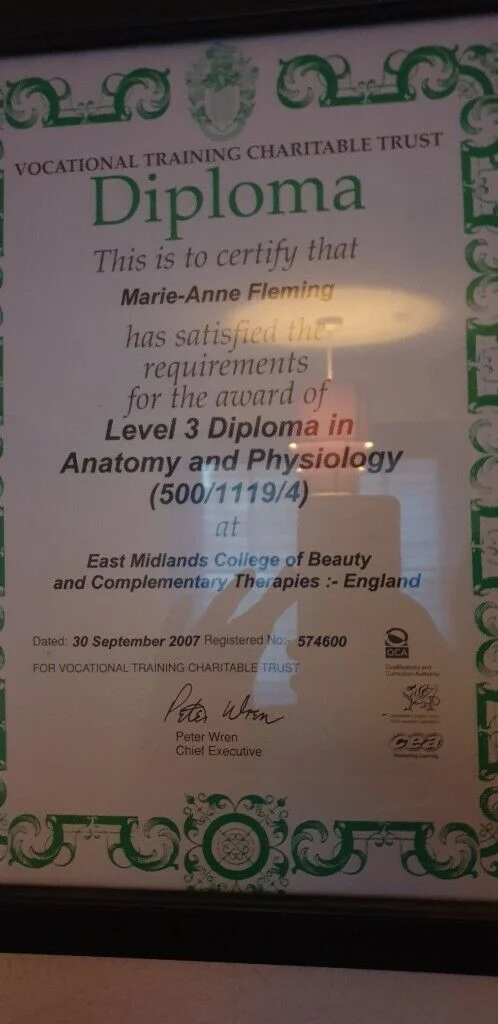 VOCATIONAL TRAINING CHARITABLE TRUST
Diploma
This is to certify that
Marie-Anne Fleming
has satisfied the
requirements
for the award of
Level 3 Diploma in
Anatomy and Physiology
(500/1119/4)
at
East Midlands College of Beauty
and Complementary Therapies :- England
Dated: 30 September 2007 Registered No:- 574600
FOR VOCATIONAL TRAINING CHARITABLE TRUST
Peter Wren
Peter Wren
Chief Executive
QCA
Qualifications and
Curriculum Authority
ccea